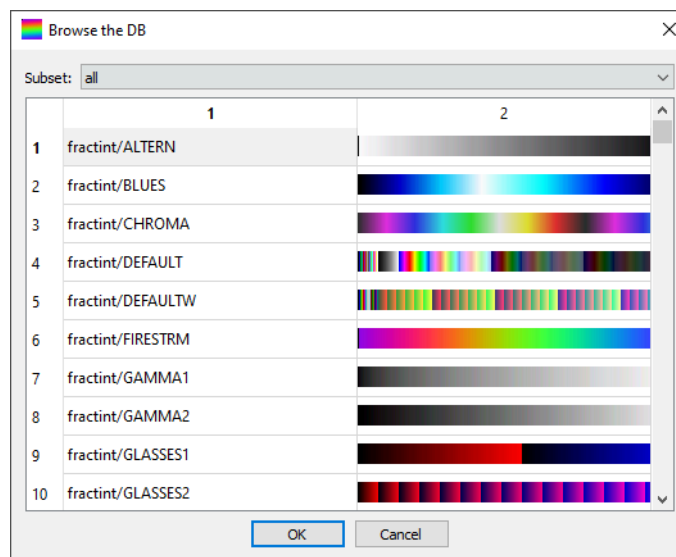 Browse the DB
Subset: all
1 2
1 fractint/ALTERN
2 fractint/BLUES
3 fractint/CHROMA
4 fractint/DEFAULT
5 fractint/DEFAULTW
6 fractint/FIRESTRM
7 fractint/GAMMA1
8 fractint/GAMMA2
9 fractint/GLASSES1
10 fractint/GLASSES2
OK Cancel